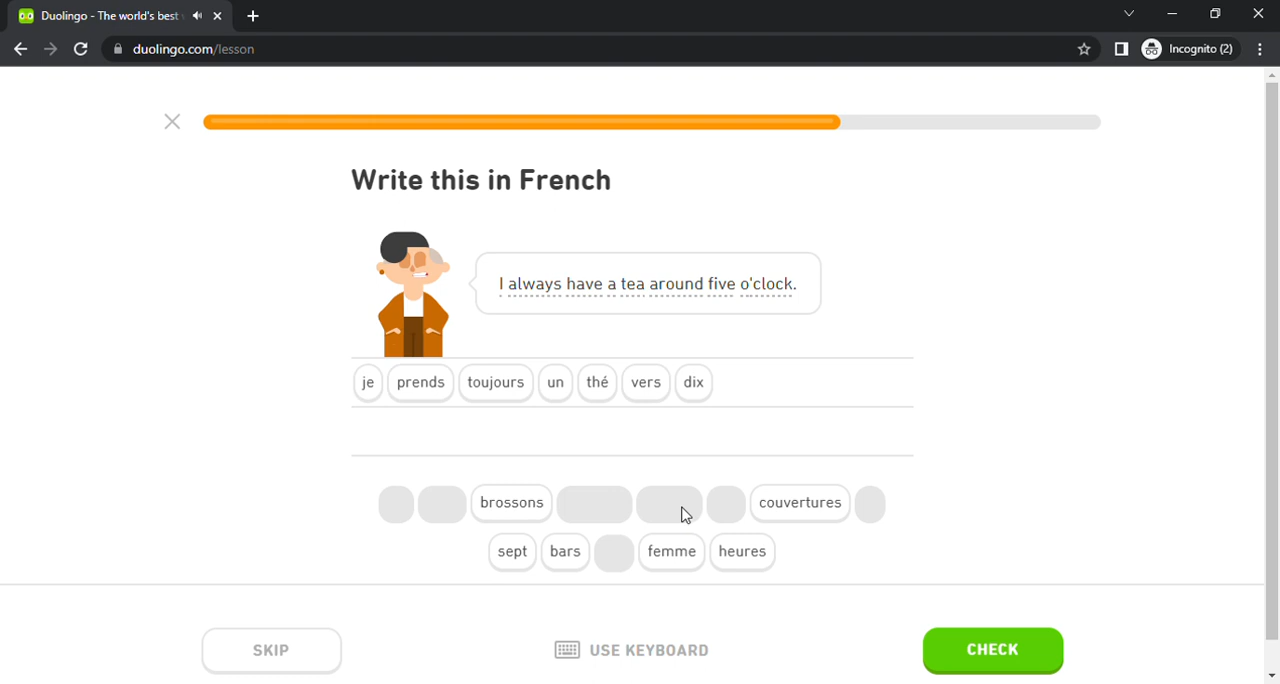 Duolingo - The world's best
duolingo.com/lesson
Incognito (2)
Write this in French
I always have a tea around five o'clock.
je prends toujours un thé vers dix
brossons couvertures
sept bars femme heures
SKIP USE KEYBOARD CHECK